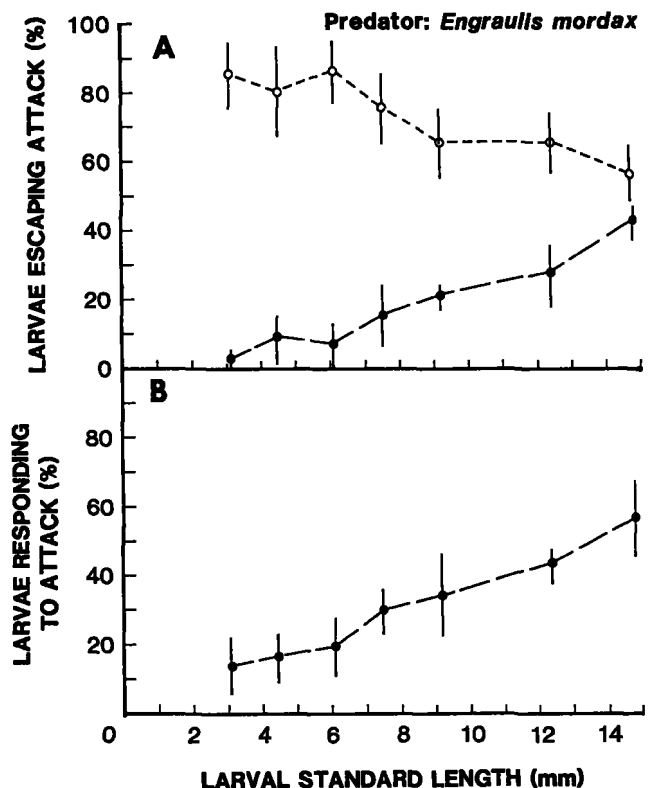 Predator: Engraulis mordax
A
LARVAE ESCAPING ATTACK (%)
100
80
60
40
20
0
B
LARVAE RESPONDING
TO ATTACK (%)
80
60
40
20
0 2 4 6 8 10 12 14
LARVAL STANDARD LENGTH (mm)